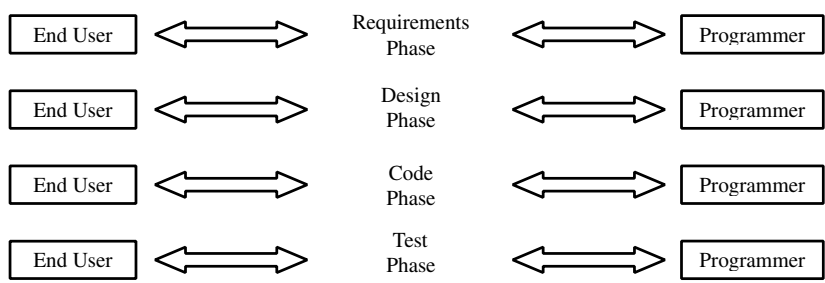 End User
Requirements
Phase
Programmer
End User
Design
Phase
Programmer
End User
Code
Phase
Programmer
End User
Test
Phase
Programmer